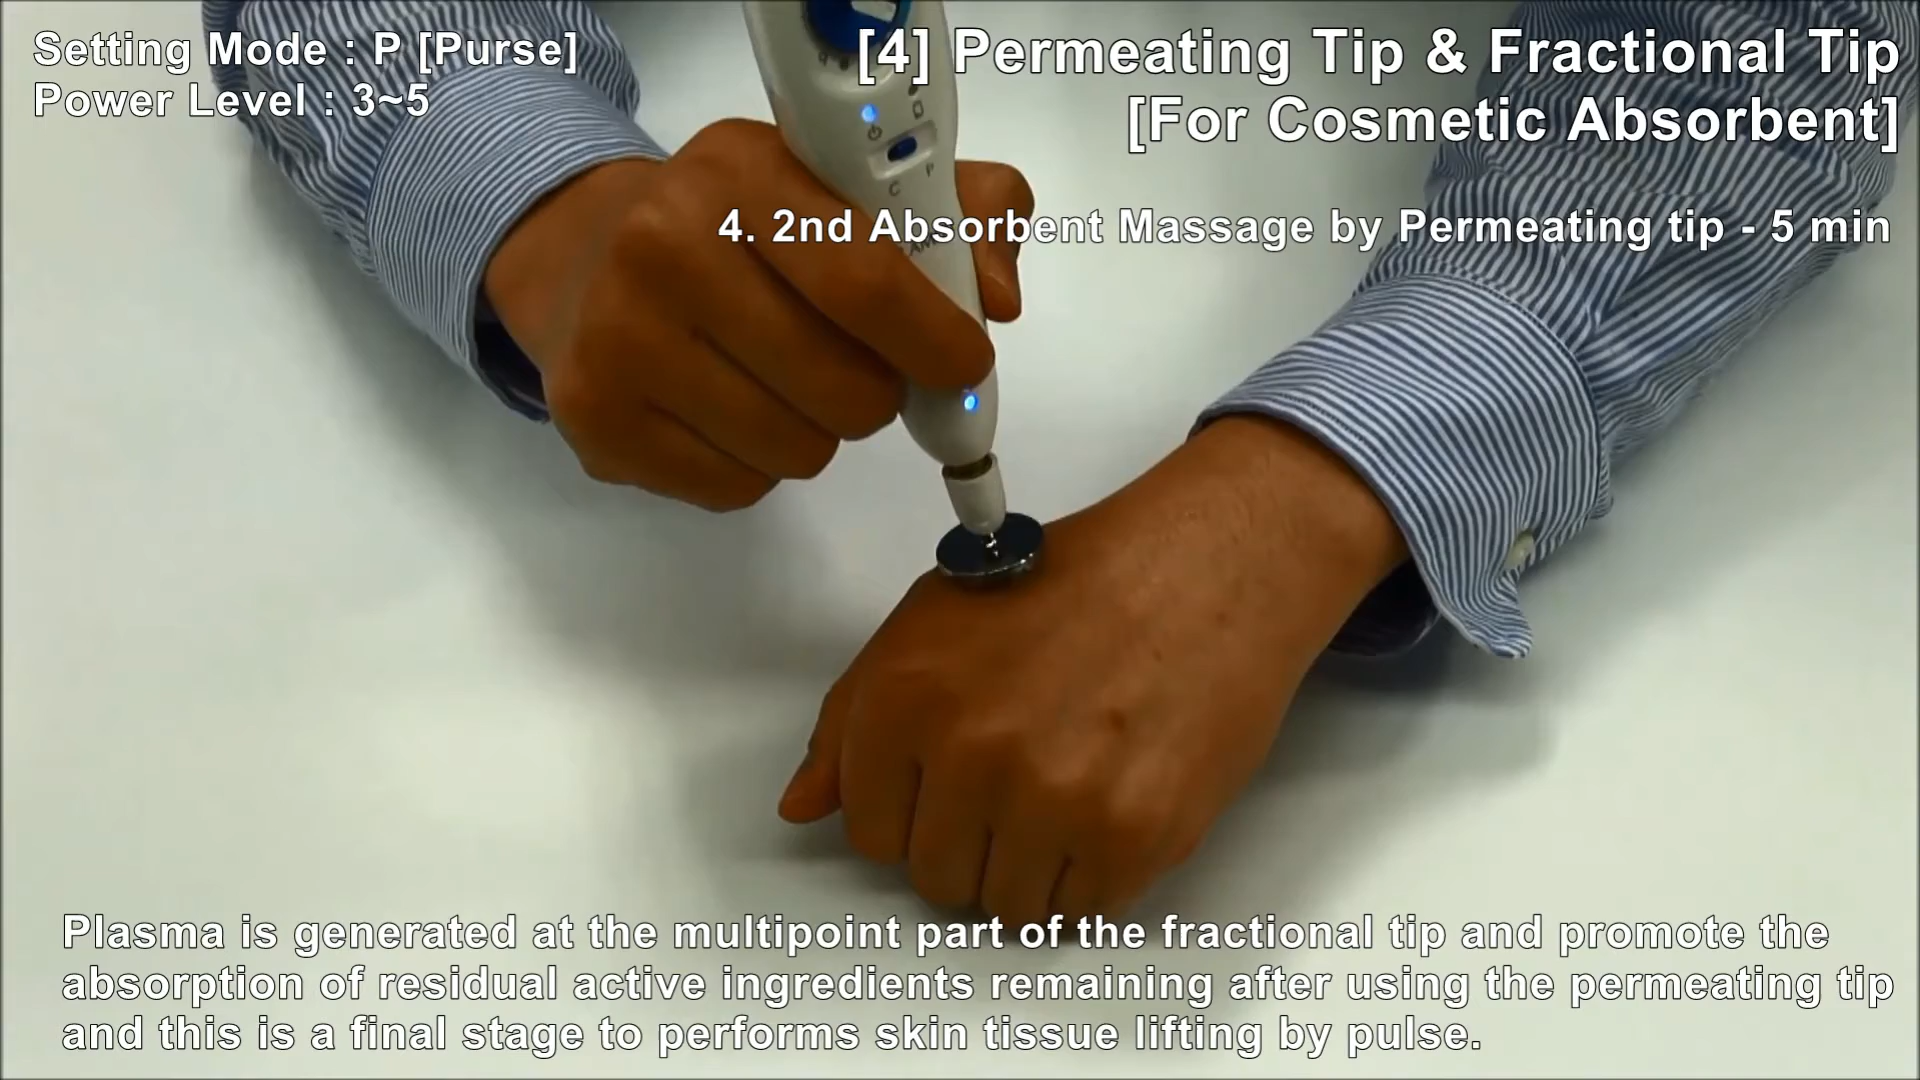 Setting Mode : P [Purse]
Power Level : 3~5
[4] Permeating Tip & Fractional Tip
[For Cosmetic Absorbent]
4. 2nd Absorbent Massage by Permeating tip - 5 min
C
P
Plasma is generated at the multipoint part of the fractional tip and promote the
absorption of residual active ingredients remaining after using the permeating tip
and this is a final stage to performs skin tissue lifting by pulse.